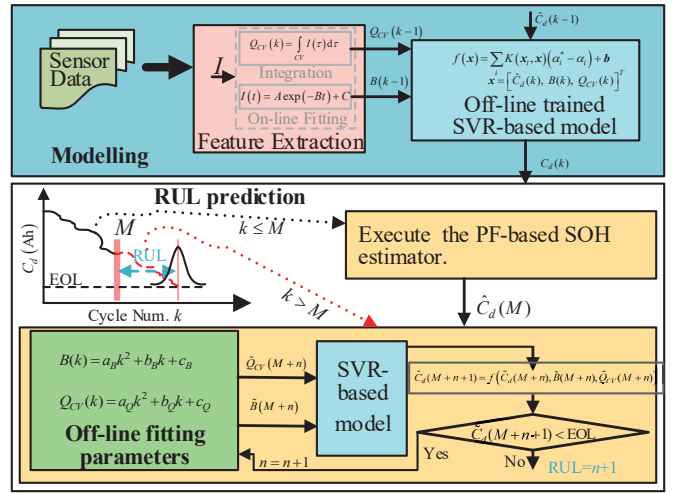 Sensor
Data
I
Q_CV(k) = ∫_CV I(τ)dτ
Integration
I(t) = A exp(−Bt) + C
On-line Fitting
Feature Extraction
Modelling
Q_CV(k−1)
B(k−1)
Ĉ_d(k−1)
f(x) = ∑_i K(x_i, x)(α_i^* − α_i) + b
x = [Ĉ_d(k), B(k), Q_CV(k)]^T
Off-line trained
SVR-based model
C_d(k)
RUL prediction
C_d (Ah)
M
RUL
EOL
Cycle Num. k
k ≤ M
k > M
Execute the PF-based SOH
estimator.
Ĉ_d(M)
B(k) = a_B k² + b_B k + c_B
Q_CV(k) = a_Q k² + b_Q k + c_Q
Off-line fitting
parameters
Q̃_CV(M+n)
B̃(M+n)
SVR-
based
model
C̃_d(M+n+1) = f(C̃_d(M+n), B̃(M+n), Q̃_CV(M+n))
C̃_d(M+n+1) < EOL
Yes
n = n+1
No
RUL=n+1